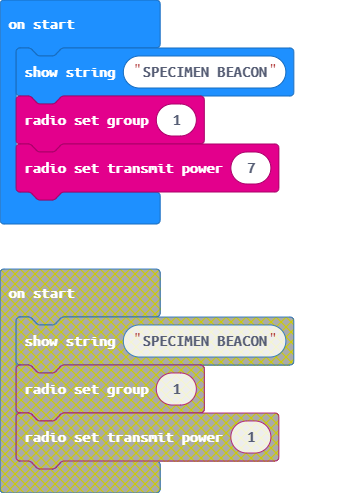 on start
show string "SPECIMEN BEACON"
radio set group 1
radio set transmit power 7
on start
show string "SPECIMEN BEACON"
radio set group 1
radio set transmit power 1